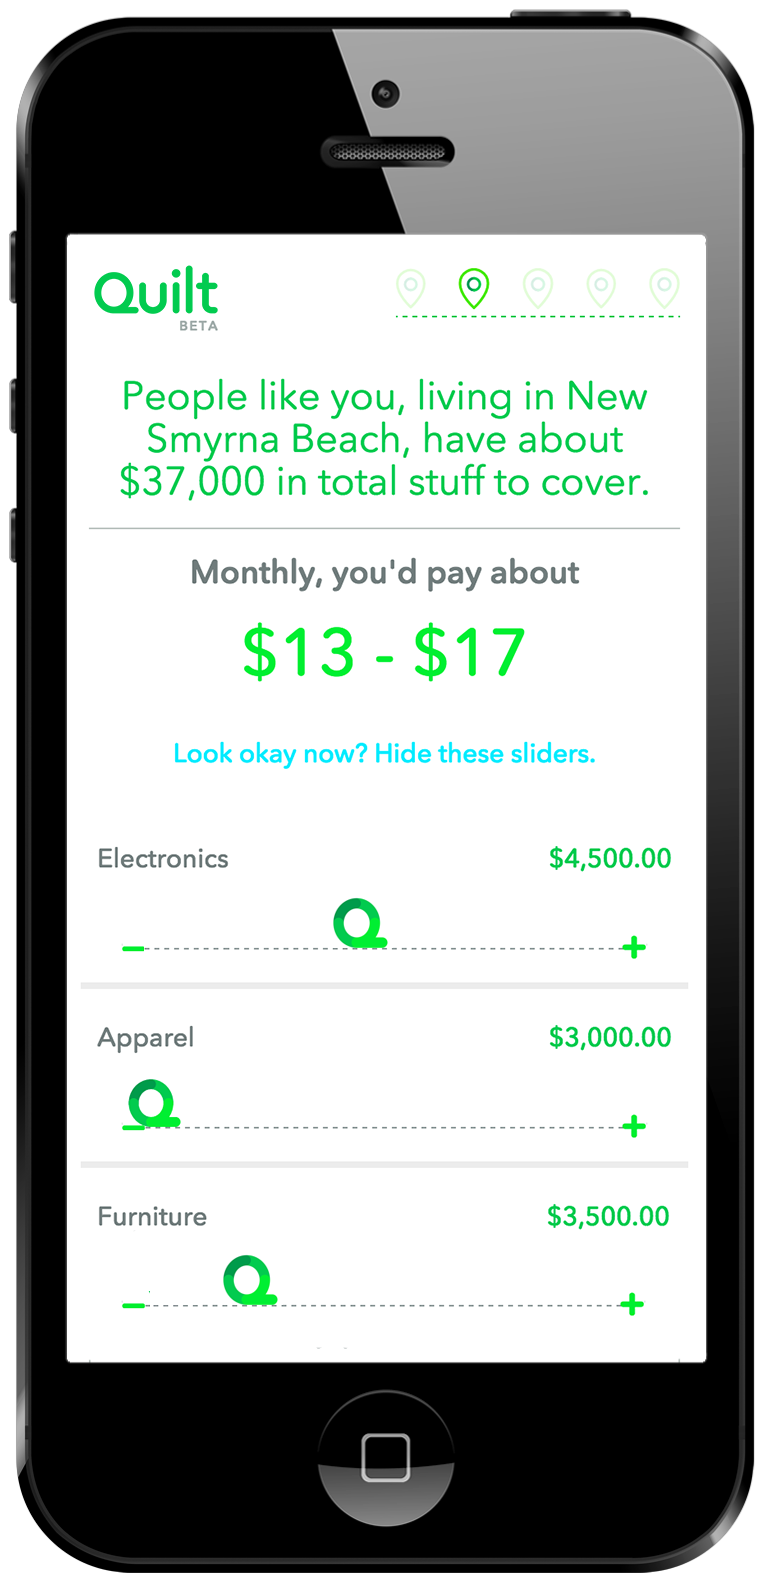 Quilt
BETA
People like you, living in New
Smyrna Beach, have about
$37,000 in total stuff to cover.
Monthly, you'd pay about
$13 - $17
Look okay now? Hide these sliders.
Electronics
$4,500.00
Apparel
$3,000.00
Furniture
$3,500.00